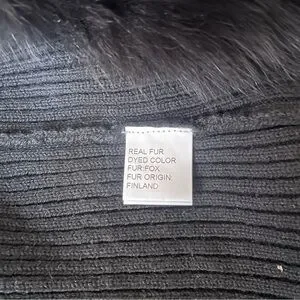 REAL FUR
DYED COLOR
FUR:FOX
FUR ORIGIN:
FINLAND